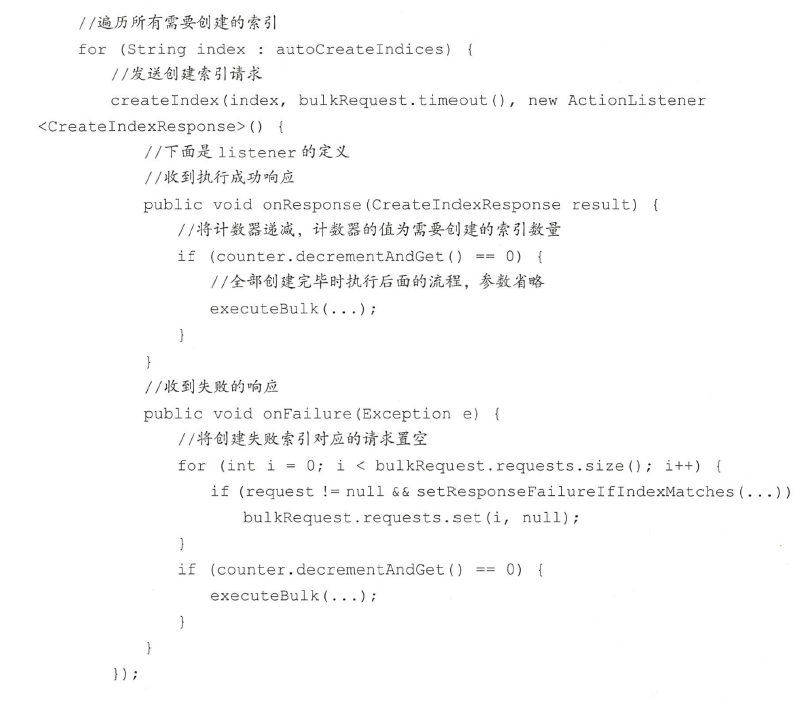 //遍历所有需要创建的索引
for (String index : autoCreateIndices) {
//发送创建索引请求
createIndex(index, bulkRequest.timeout(), new ActionListener
<CreateIndexResponse>() {
//下面是 listener 的定义
//收到执行成功响应
public void onResponse(CreateIndexResponse result) {
//将计数器递减，计数器的值为需要创建的索引数量
if (counter.decrementAndGet() == 0) {
//全部创建完毕时执行后面的流程，参数省略
executeBulk(...);
}
}
//收到失败的响应
public void onFailure(Exception e) {
//将创建失败索引对应的请求置空
for (int i = 0; i < bulkRequest.requests.size(); i++) {
if (request != null && setResponseFailureIfIndexMatches(...))
bulkRequest.requests.set(i, null);
}
if (counter.decrementAndGet() == 0) {
executeBulk(...);
}
}
});